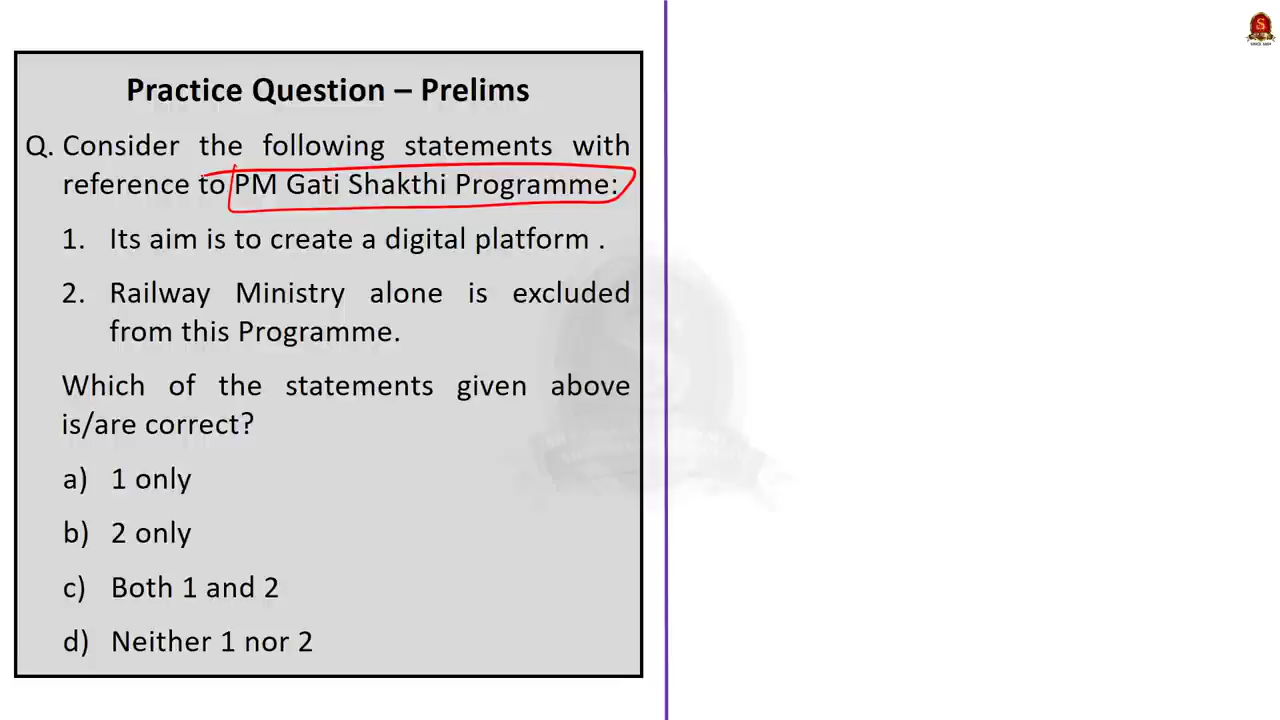 Practice Question – Prelims
Q. Consider the following statements with
reference to PM Gati Shakthi Programme:
1. Its aim is to create a digital platform .
2. Railway Ministry alone is excluded
from this Programme.
Which of the statements given above
is/are correct?
a) 1 only
b) 2 only
c) Both 1 and 2
d) Neither 1 nor 2